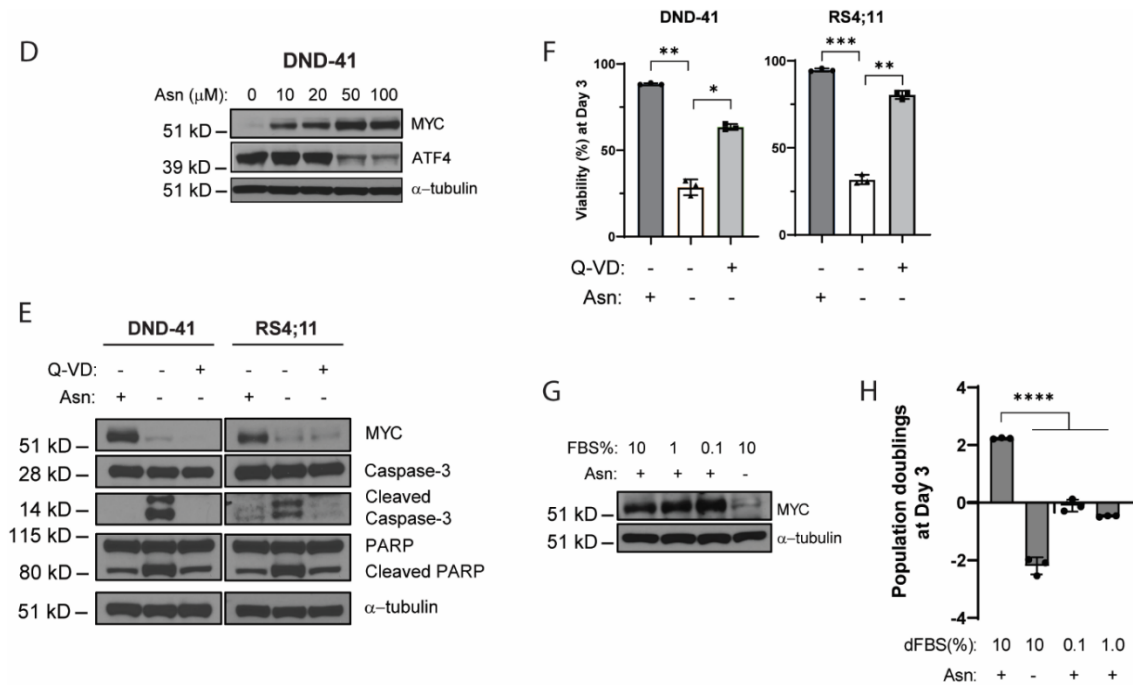 D
DND-41
Asn (μM): 0 10 20 50 100
51 kD MYC
39 kD ATF4
51 kD α-tubulin
E
DND-41 RS4;11
Q-VD: - - + - - +
Asn: + - - + - -
51 kD MYC
28 kD Caspase-3
14 kD Cleaved Caspase-3
115 kD PARP
80 kD Cleaved PARP
51 kD α-tubulin
F
DND-41 RS4;11
Viability (%) at Day 3
100 100
50 50
0 0
** * *** **
Q-VD: - - + - - +
Asn: + - - + - -
G
FBS%: 10 1 0.1 10
Asn: + + + -
51 kD MYC
51 kD α-tubulin
H
Population doublings at Day 3
4
2
0
-2
-4
****
dFBS(%): 10 10 0.1 1.0
Asn: + - + +